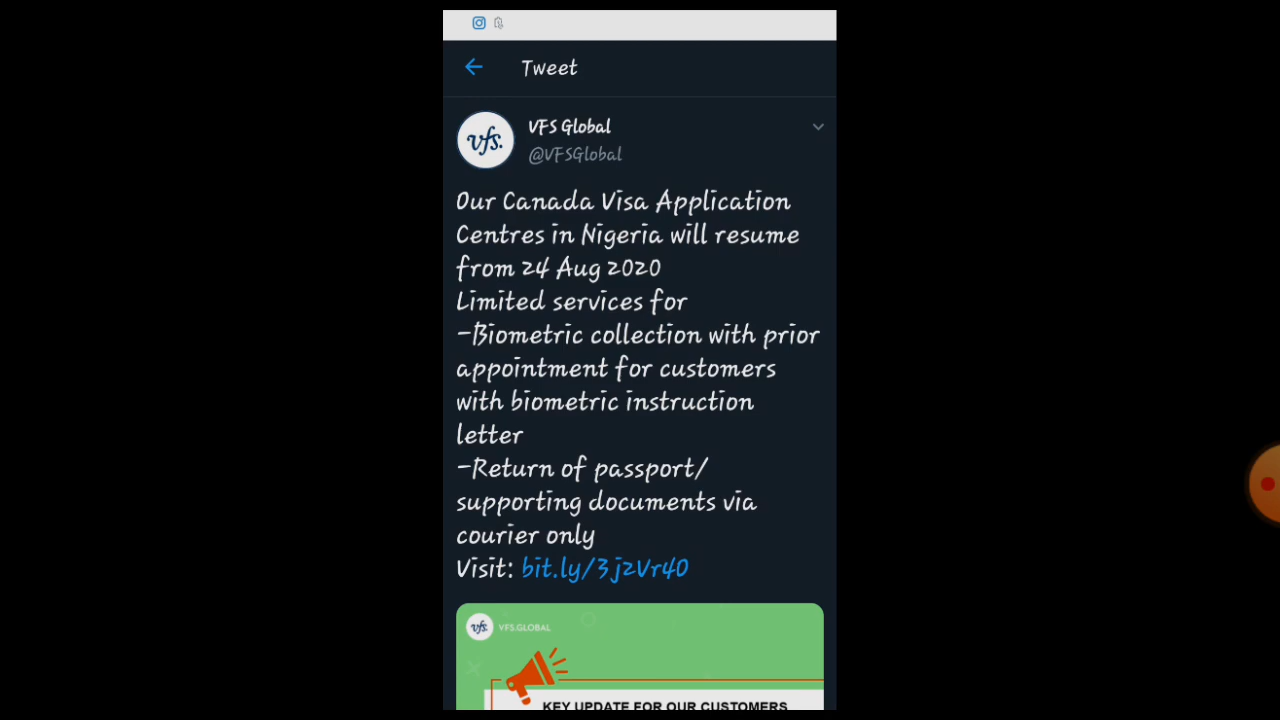 Tweet
vfs.
VFS Global
@VFSGlobal
Our Canada Visa Application
Centres in Nigeria will resume
from 24 Aug 2020
Limited services for
-Biometric collection with prior
appointment for customers
with biometric instruction
letter
-Return of passport/
supporting documents via
courier only
Visit: bit.ly/3j2Vr40
vfs. VFS.GLOBAL
KEY UPDATE FOR OUR CUSTOMERS